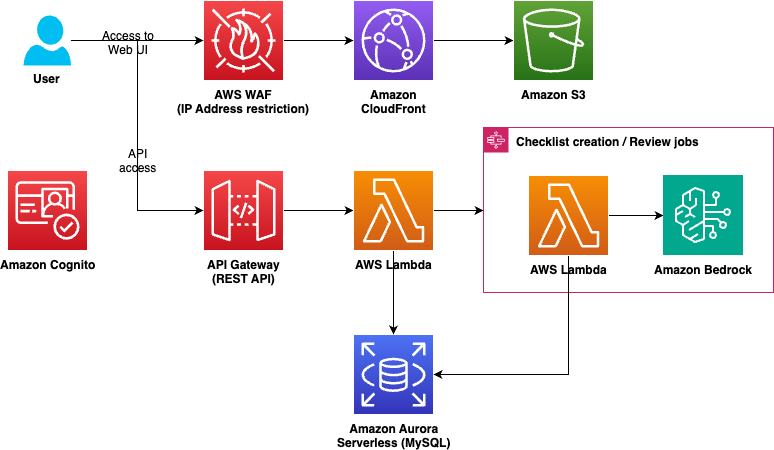 Access to
Web UI
User
AWS WAF
(IP Address restriction)
Amazon
CloudFront
Amazon S3
API
access
Checklist creation / Review jobs
</>
Amazon Cognito
API Gateway
(REST API)
AWS Lambda
AWS Lambda
Amazon Bedrock
Amazon Aurora
Serverless (MySQL)